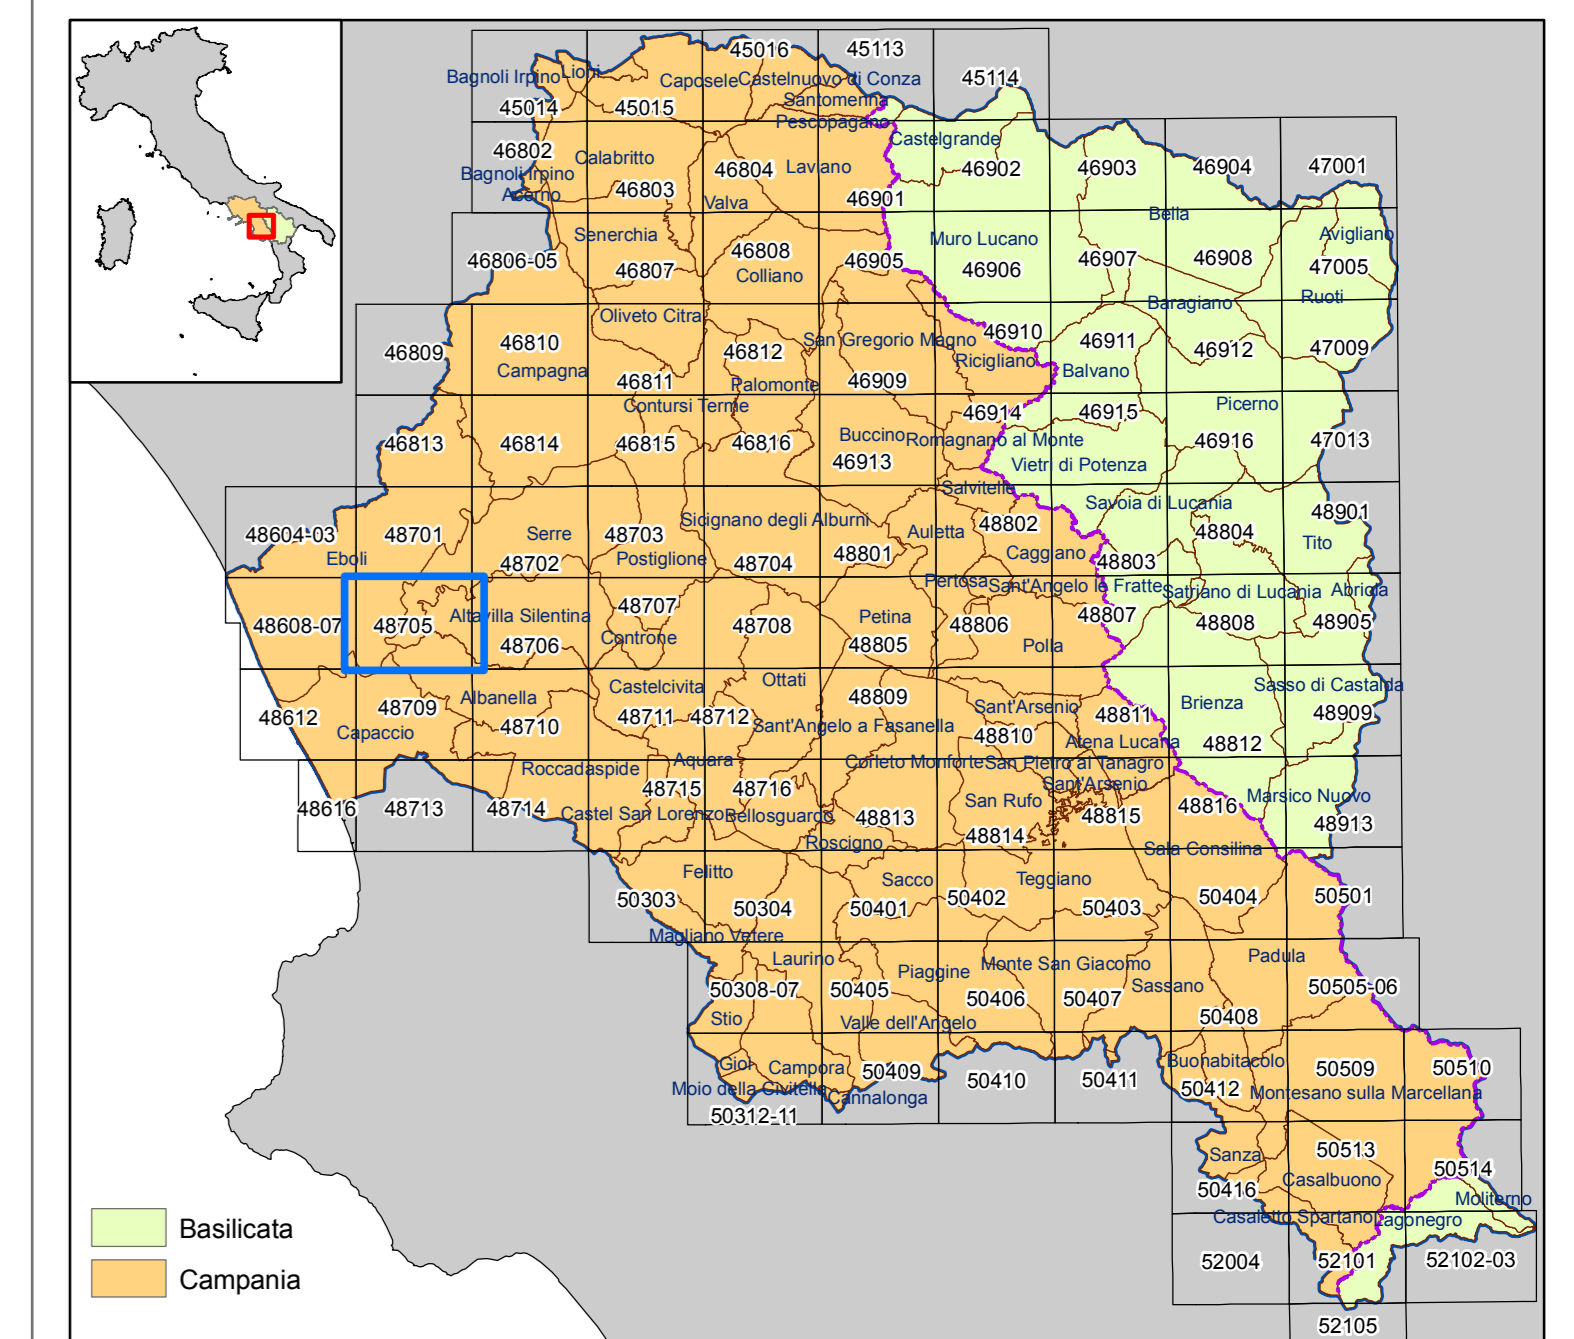 45016 45113
Bagnoli Irpino Lioni Caposele Castelnuovo di Conza 45114
45014 45015 Santomenna
Pescopagano
46802 Calabritto 46804 Laviano Castelgrande 46902 46903 46904 47001
Bagnoli Irpino
Acerno 46803 Valva 46901
Senerchia Muro Lucano Bella Avigliano
46806-05 46807 46808 46905 46906 46907 46908 47005
Colliano
Oliveto Citra Baragiano Ruoti
46809 46810 46812 San Gregorio Magno 46910 46911 46912 47009
Campagna 46811 Palomonte 46909 Ricigliano Balvano
Contursi Terme 46914 46915 Picerno
46813 46814 46815 46816 Buccino Romagnano al Monte 46916 47013
46913 Vietri di Potenza
Salvitelle Savoia di Lucania
48604-03 48701 Serre 48703 Sicignano degli Alburni Auletta 48802 48804 48901
Eboli 48702 Postiglione 48704 48801 Caggiano 48803 Tito
Pertosa Sant'Angelo le Fratte Satriano di Lucania Abriola
48608-07 48705 Altavilla Silentina 48707 48708 Petina 48806 48807 48808 48905
48706 Controne 48805 Polla
Albanella Castelcivita Ottati 48809 Sant'Arsenio Brienza Sasso di Castalda
48612 48709 48710 48711 48712 Sant'Angelo a Fasanella 48810 48811 48812 48909
Capaccio Atena Lucana
Roccadaspide Aquara Corleto Monforte San Pietro al Tanagro
Sant'Arsenio
48616 48713 48714 48715 48716 48813 San Rufo 48815 48816 Marsico Nuovo
Castel San Lorenzo Bellosguardo 48814 48913
Roscigno Sala Consilina
Felitto Sacco Teggiano
50303 50304 50401 50402 50403 50404 50501
Magliano Vetere
Laurino Piaggine Monte San Giacomo Padula
50308-07 50405 50406 50407 Sassano 50505-06
Stio Valle dell'Angelo 50408
Gioi Campora 50409 50410 50411 Buonabitacolo 50509 50510
Moio della Civitella Cannalonga 50412 Montesano sulla Marcellana
50312-11
Sanza 50513 50514
50416 Casalbuono Moliterno
Casaletto Spartano Lagonegro
Basilicata
52004 52101 52102-03
Campania
52105